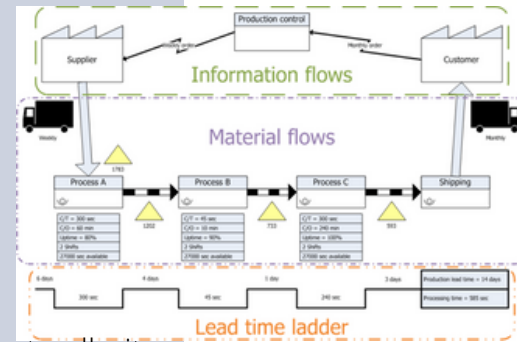 Production control
Weekly order
Monthly order
Supplier
Customer
Information flows
Weekly
Material flows
Monthly
1783
Process A
Process B
Process C
Shipping
1202
723
503
C/T = 300 sec
C/O = 60 min
Uptime = 80%
2 Shifts
27000 sec available
C/T = 45 sec
C/O = 10 min
Uptime = 90%
2 Shifts
27000 sec available
C/T = 300 sec
C/O = 240 min
Uptime = 100%
2 Shifts
27000 sec available
6 days
4 days
1 day
3 days
Production lead time = 14 days
300 sec
45 sec
240 sec
Processing time = 585 sec
Lead time ladder